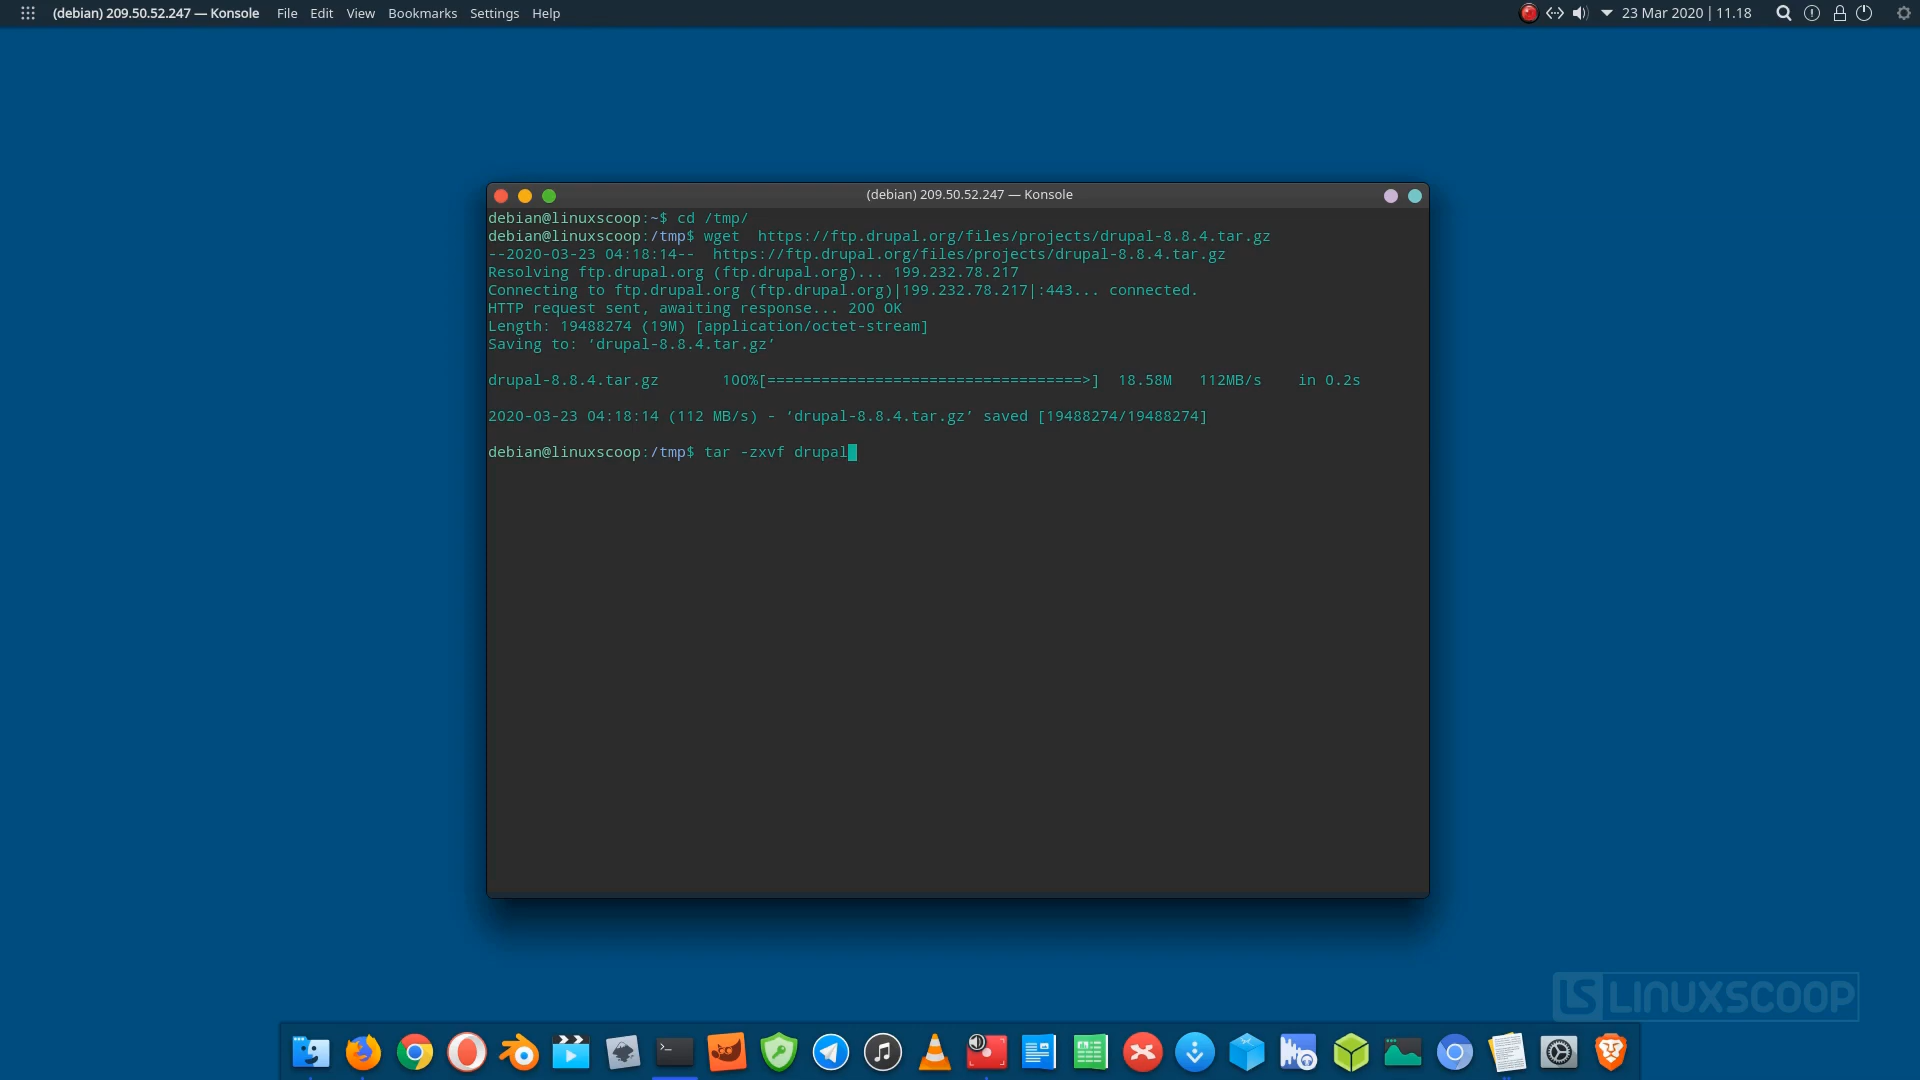 (debian) 209.50.52.247 — Konsole File Edit View Bookmarks Settings Help 23 Mar 2020 | 11.18
(debian) 209.50.52.247 — Konsole
debian@linuxscoop:~$ cd /tmp/
debian@linuxscoop:/tmp$ wget  https://ftp.drupal.org/files/projects/drupal-8.8.4.tar.gz
--2020-03-23 04:18:14--  https://ftp.drupal.org/files/projects/drupal-8.8.4.tar.gz
Resolving ftp.drupal.org (ftp.drupal.org)... 199.232.78.217
Connecting to ftp.drupal.org (ftp.drupal.org)|199.232.78.217|:443... connected.
HTTP request sent, awaiting response... 200 OK
Length: 19488274 (19M) [application/octet-stream]
Saving to: ‘drupal-8.8.4.tar.gz’
drupal-8.8.4.tar.gz       100%[===================================>]  18.58M   112MB/s    in 0.2s
2020-03-23 04:18:14 (112 MB/s) - ‘drupal-8.8.4.tar.gz’ saved [19488274/19488274]
debian@linuxscoop:/tmp$ tar -zxvf drupal
LS LINUXSCOOP